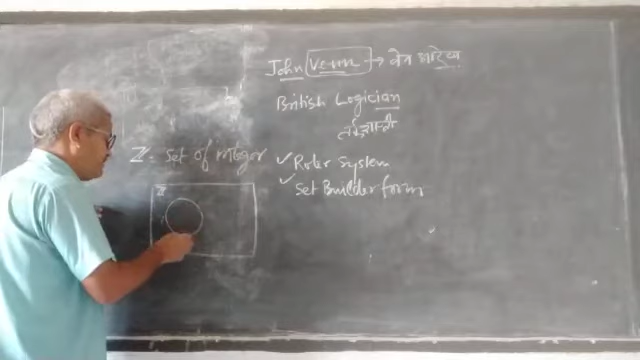 John Venn → वेन आरेख
British Logician
तर्कशास्त्री
Z: Set of integer
✓ Roster System
✓ Set Builder form
Z